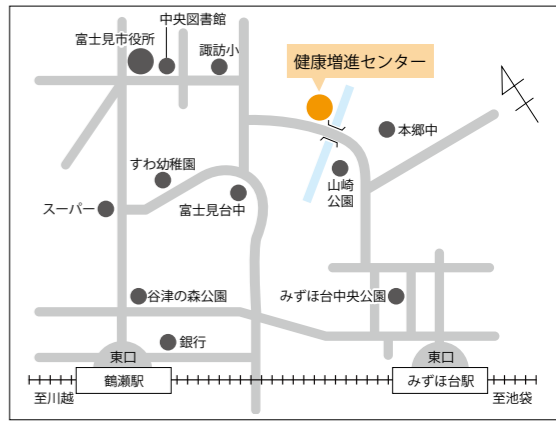 中央図書館
富士見市役所
諏訪小
健康増進センター
本郷中
すわ幼稚園
山崎
公園
スーパー
富士見台中
谷津の森公園
みずほ台中央公園
銀行
東口
東口
鶴瀬駅
みずほ台駅
至川越
至池袋